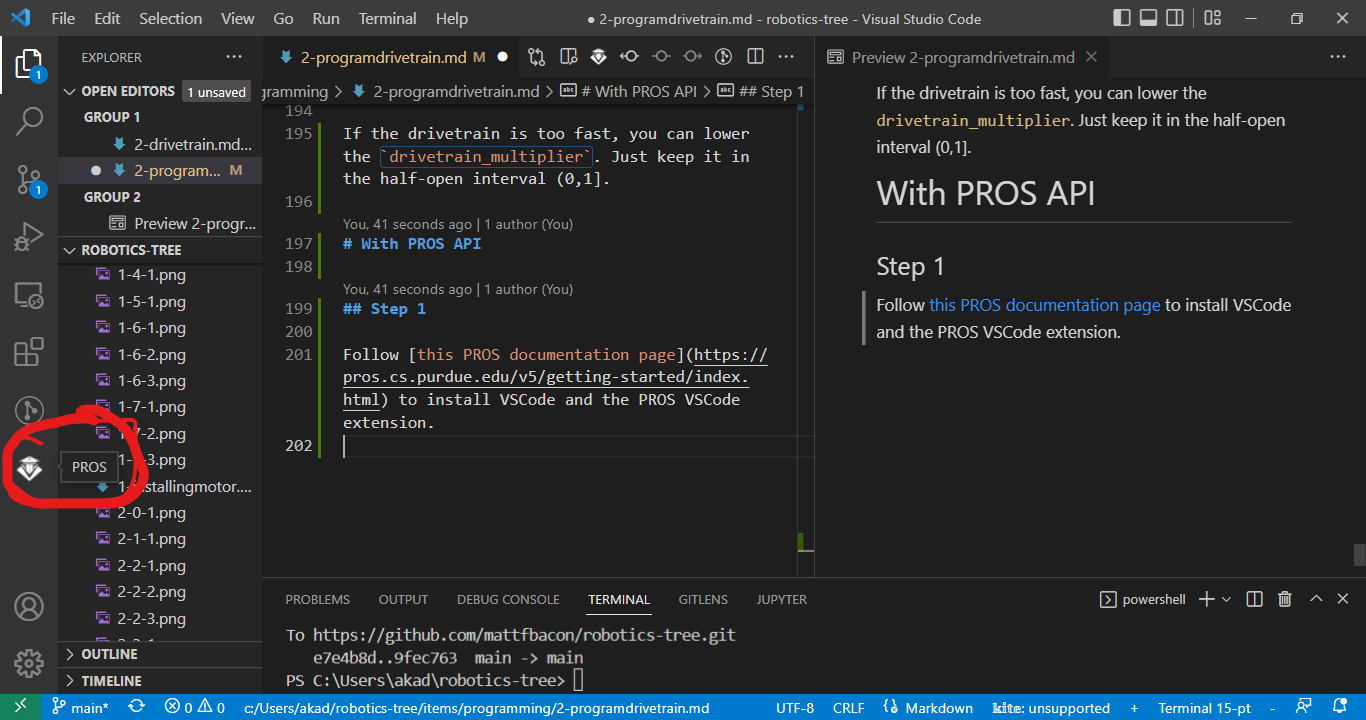 File Edit Selection View Go Run Terminal Help
● 2-programdrivetrain.md - robotics-tree - Visual Studio Code
EXPLORER
OPEN EDITORS 1 unsaved
GROUP 1
2-drivetrain.md...
2-program... M
GROUP 2
Preview 2-progr...
ROBOTICS-TREE
1-4-1.png
1-5-1.png
1-6-1.png
1-6-2.png
1-6-3.png
1-7-1.png
1-7-2.png
PROS
2-0-1.png
2-1-1.png
2-2-1.png
2-2-2.png
2-2-3.png
OUTLINE
TIMELINE
1
1
2-programdrivetrain.md M
gramming > 2-programdrivetrain.md > # With PROS API > ## Step 1
194
195 If the drivetrain is too fast, you can lower
the `drivetrain_multiplier`. Just keep it in
the half-open interval (0,1].
196
You, 41 seconds ago | 1 author (You)
197 # With PROS API
198
You, 41 seconds ago | 1 author (You)
199 ## Step 1
200
201 Follow [this PROS documentation page](https://
pros.cs.purdue.edu/v5/getting-started/index.
html) to install VSCode and the PROS VSCode
extension.
202
Preview 2-programdrivetrain.md
If the drivetrain is too fast, you can lower the
drivetrain_multiplier. Just keep it in the half-open
interval (0,1].
With PROS API
Step 1
Follow this PROS documentation page to install VSCode
and the PROS VSCode extension.
PROBLEMS OUTPUT DEBUG CONSOLE TERMINAL GITLENS JUPYTER
powershell
To https://github.com/mattfbacon/robotics-tree.git
e7e4b8d..9fec763 main -> main
PS C:\Users\akad\robotics-tree>
main* 0 0 c:/Users/akad/robotics-tree/items/programming/2-programdrivetrain.md UTF-8 CRLF Markdown kite: unsupported + Terminal 15-pt -